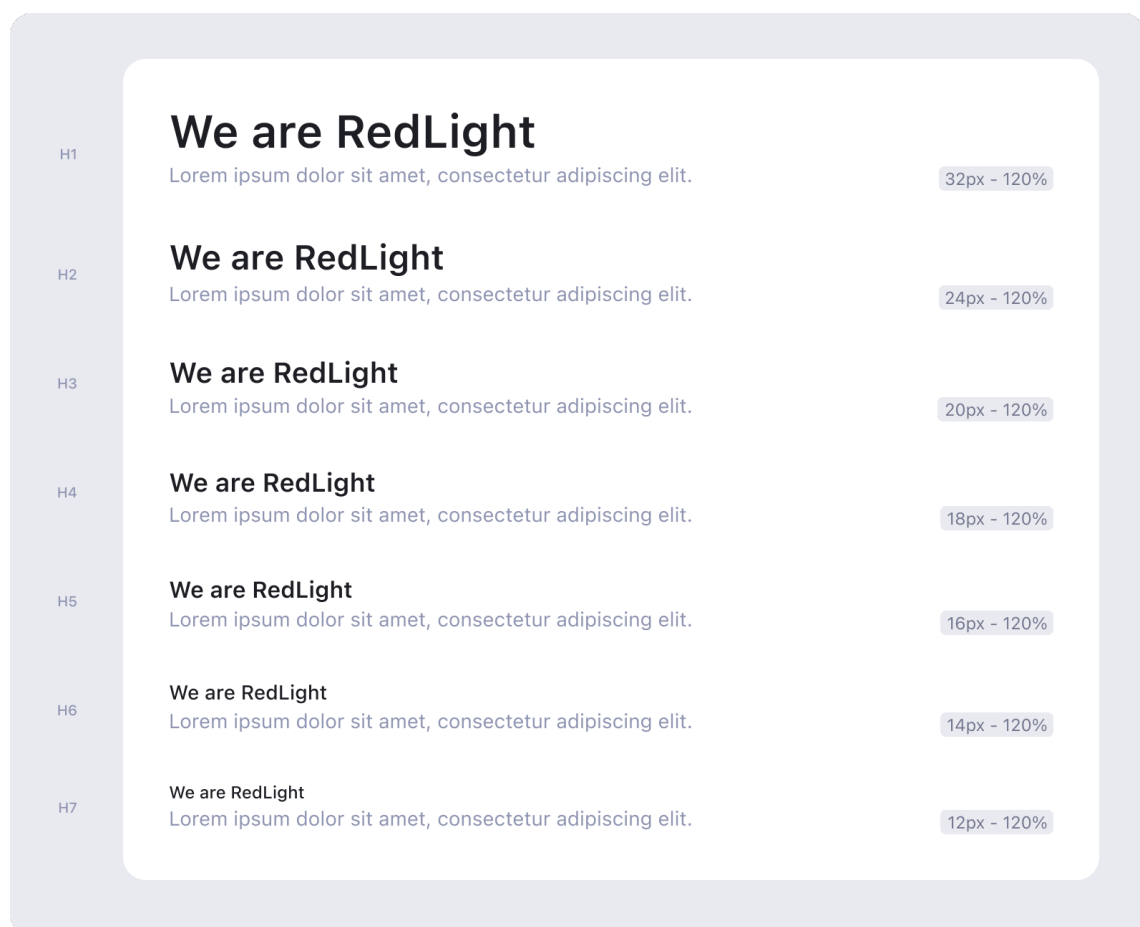 We are RedLight
H1
Lorem ipsum dolor sit amet, consectetur adipiscing elit.
32px - 120%
We are RedLight
H2
Lorem ipsum dolor sit amet, consectetur adipiscing elit.
24px - 120%
We are RedLight
H3
Lorem ipsum dolor sit amet, consectetur adipiscing elit.
20px - 120%
We are RedLight
H4
Lorem ipsum dolor sit amet, consectetur adipiscing elit.
18px - 120%
We are RedLight
H5
Lorem ipsum dolor sit amet, consectetur adipiscing elit.
16px - 120%
We are RedLight
H6
Lorem ipsum dolor sit amet, consectetur adipiscing elit.
14px - 120%
We are RedLight
H7
Lorem ipsum dolor sit amet, consectetur adipiscing elit.
12px - 120%